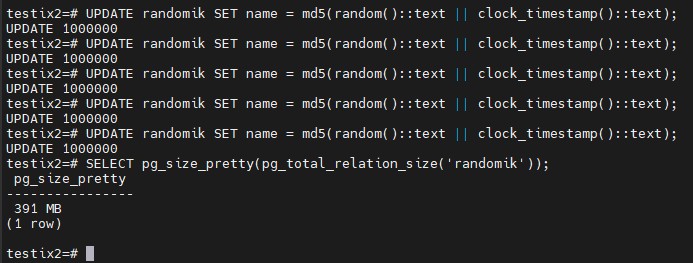 testix2=# UPDATE randomik SET name = md5(random()::text || clock_timestamp()::text);
UPDATE 1000000
testix2=# UPDATE randomik SET name = md5(random()::text || clock_timestamp()::text);
UPDATE 1000000
testix2=# UPDATE randomik SET name = md5(random()::text || clock_timestamp()::text);
UPDATE 1000000
testix2=# UPDATE randomik SET name = md5(random()::text || clock_timestamp()::text);
UPDATE 1000000
testix2=# UPDATE randomik SET name = md5(random()::text || clock_timestamp()::text);
UPDATE 1000000
testix2=# SELECT pg_size_pretty(pg_total_relation_size('randomik'));
 pg_size_pretty
----------------
 391 MB
(1 row)

testix2=#